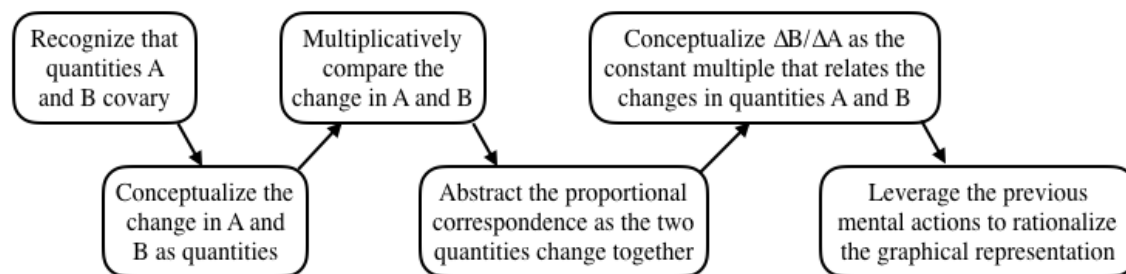 Recognize that
quantities A
and B covary
Conceptualize the
change in A and
B as quantities
Multiplicatively
compare the
change in A and B
Abstract the proportional
correspondence as the two
quantities change together
Conceptualize ΔB/ΔA as the
constant multiple that relates the
changes in quantities A and B
Leverage the previous
mental actions to rationalize
the graphical representation